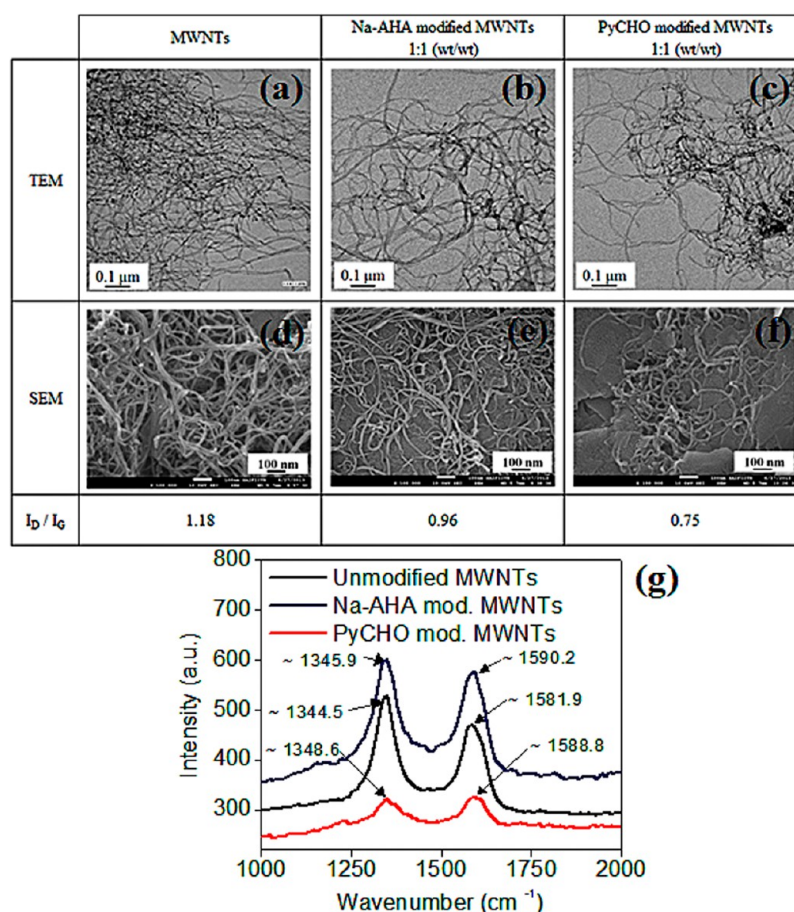 MWNTs
Na-AHA modified MWNTs
1:1 (wt/wt)
PyCHO modified MWNTs
1:1 (wt/wt)
TEM
(a)
(b)
(c)
0.1 μm
0.1 μm
0.1 μm
SEM
(d)
(e)
(f)
100 nm
100 nm
100 nm
I_D / I_G
1.18
0.96
0.75
(g)
800
700
600
500
400
300
Intensity (a.u.)
Unmodified MWNTs
Na-AHA mod. MWNTs
PyCHO mod. MWNTs
~ 1345.9
~ 1590.2
~ 1344.5
~ 1581.9
~ 1348.6
~ 1588.8
1000
1250
1500
1750
2000
Wavenumber (cm ⁻¹)